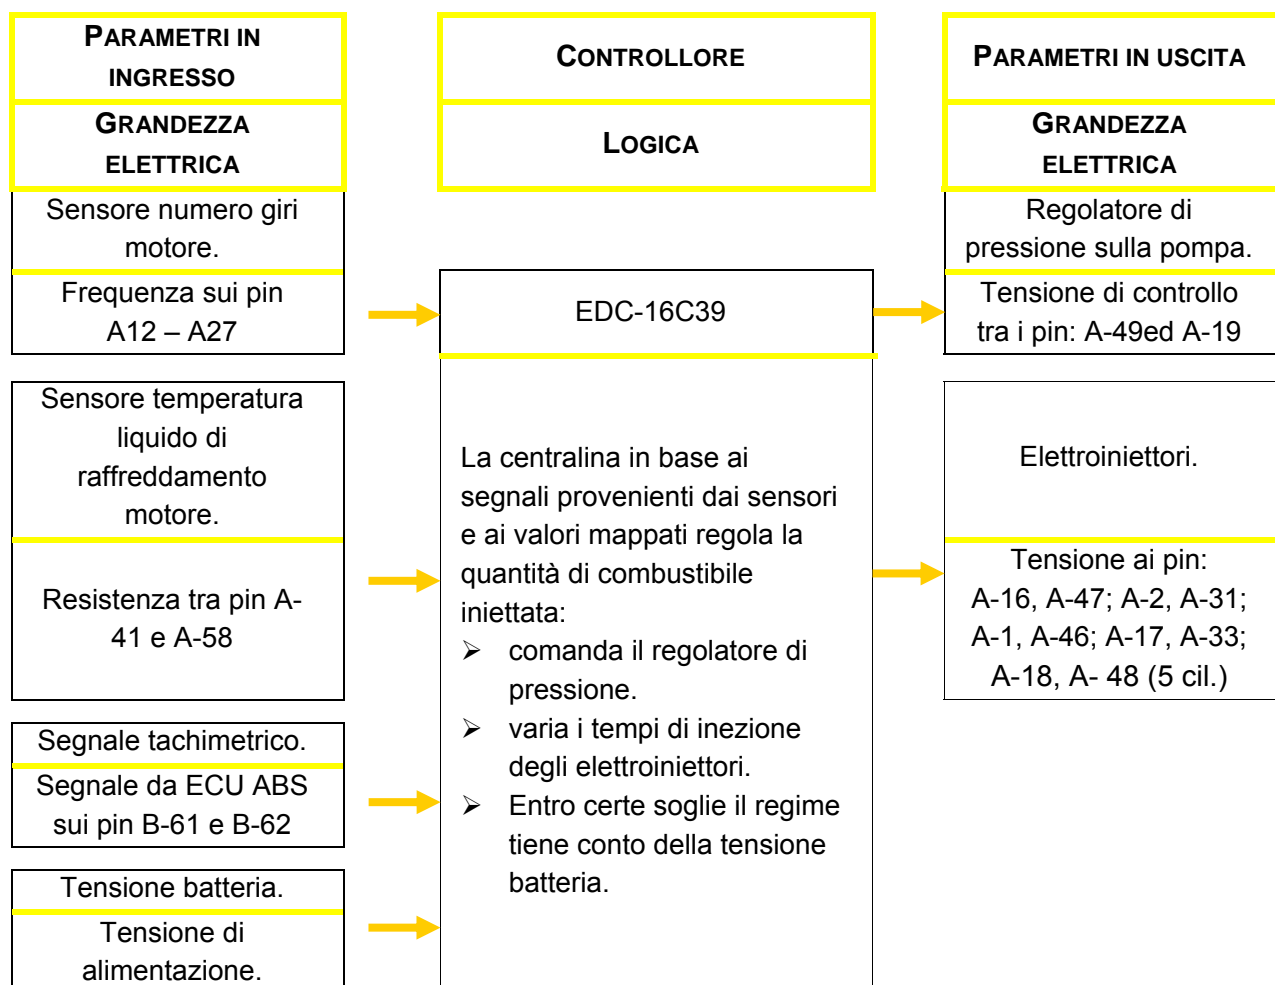 PARAMETRI IN
INGRESSO
GRANDEZZA
ELETTRICA
Sensore numero giri
motore.
Frequenza sui pin
A12 – A27
Sensore temperatura
liquido di
raffreddamento
motore.
Resistenza tra pin A-
41 e A-58
Segnale tachimetrico.
Segnale da ECU ABS
sui pin B-61 e B-62
Tensione batteria.
Tensione di
alimentazione.
CONTROLLORE
LOGICA
EDC-16C39
La centralina in base ai
segnali provenienti dai sensori
e ai valori mappati regola la
quantità di combustibile
iniettata:
➢ comanda il regolatore di
pressione.
➢ varia i tempi di inezione
degli elettroiniettori.
➢ Entro certe soglie il regime
tiene conto della tensione
batteria.
PARAMETRI IN USCITA
GRANDEZZA
ELETTRICA
Regolatore di
pressione sulla pompa.
Tensione di controllo
tra i pin: A-49ed A-19
Elettroiniettori.
Tensione ai pin:
A-16, A-47; A-2, A-31;
A-1, A-46; A-17, A-33;
A-18, A- 48 (5 cil.)